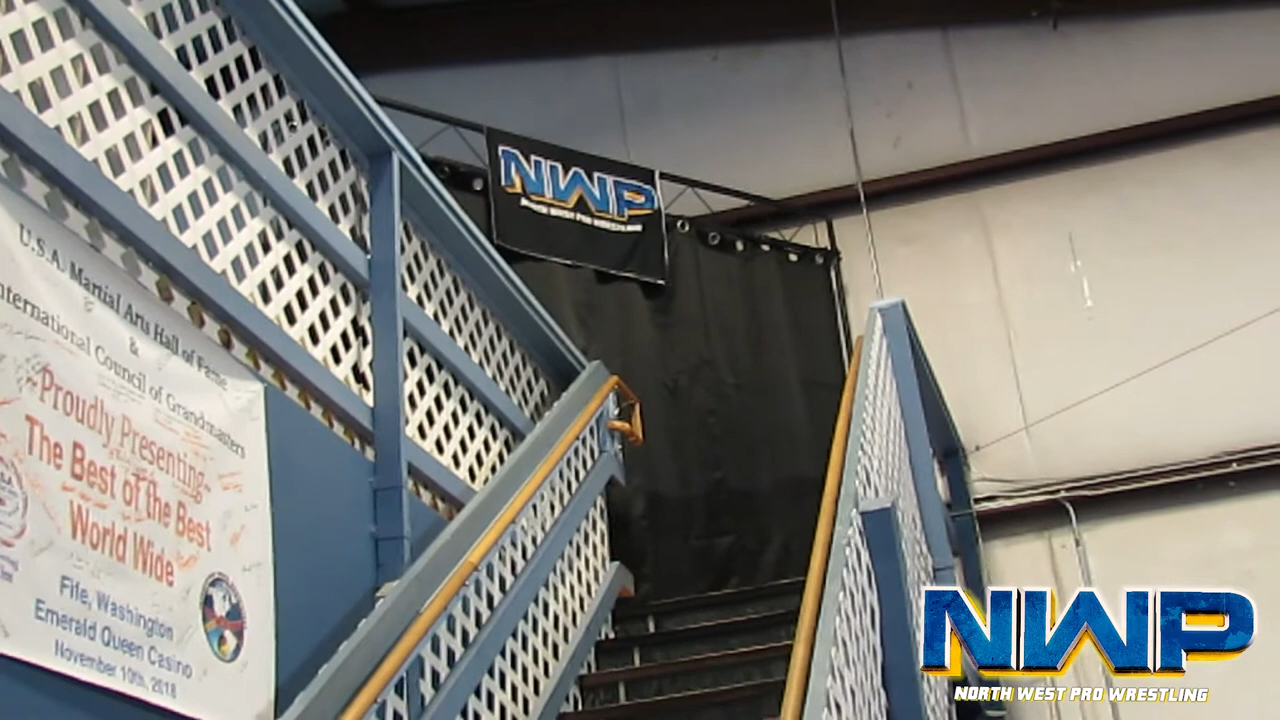 U.S.A. Martial Arts Hall of Fame
&
International Council of Grandmasters
~Proudly Presenting~
The Best of the Best
World Wide
Fife, Washington
Emerald Queen Casino
November 10th, 2018
NWP
NORTH WEST PRO WRESTLING
NWP
NORTH WEST PRO WRESTLING